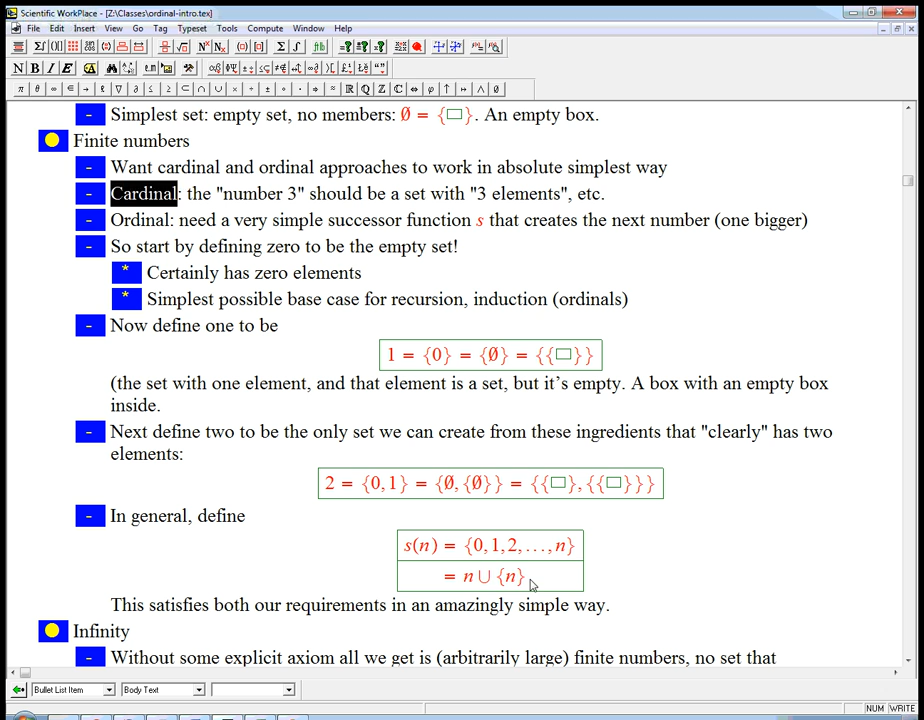 Scientific WorkPlace - [Z:\Classes\ordinal-intro.tex]
File Edit Insert View Go Tag Typeset Tools Compute Window Help
- Simplest set: empty set, no members: Ø = {□}. An empty box.
Finite numbers
- Want cardinal and ordinal approaches to work in absolute simplest way
- Cardinal: the "number 3" should be a set with "3 elements", etc.
- Ordinal: need a very simple successor function s that creates the next number (one bigger)
- So start by defining zero to be the empty set!
* Certainly has zero elements
* Simplest possible base case for recursion, induction (ordinals)
- Now define one to be
1 = {0} = {Ø} = {{□}}
(the set with one element, and that element is a set, but it's empty. A box with an empty box
inside.
- Next define two to be the only set we can create from these ingredients that "clearly" has two
elements:
2 = {0,1} = {Ø,{Ø}} = {{□},{{□}}}
- In general, define
s(n) = {0,1,2,…,n}
= n ∪ {n}
This satisfies both our requirements in an amazingly simple way.
Infinity
- Without some explicit axiom all we get is (arbitrarily large) finite numbers, no set that
Bullet List Item Body Text
NUM WRITE